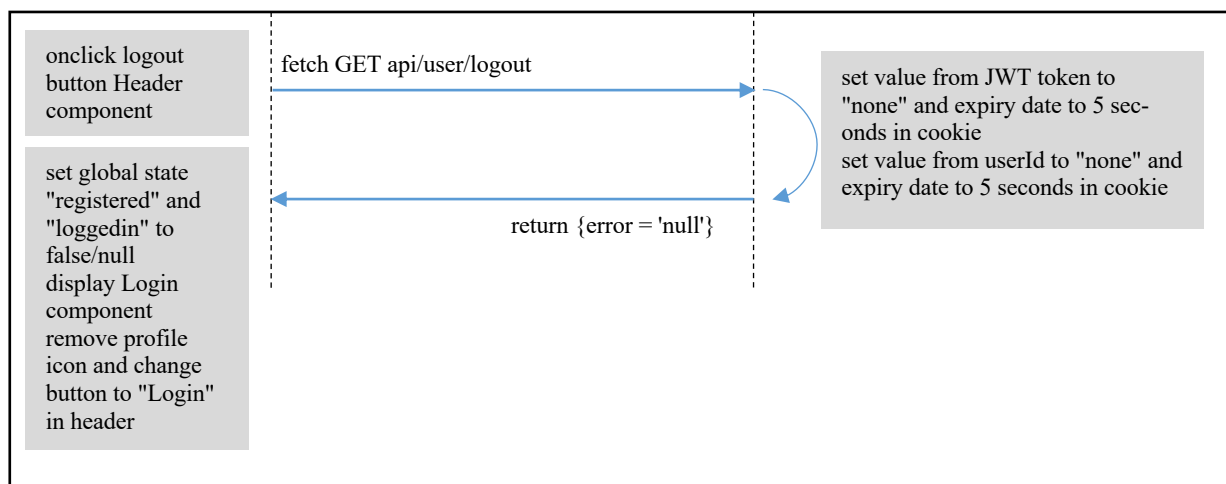 onclick logout
button Header
component
fetch GET api/user/logout
set value from JWT token to
"none" and expiry date to 5 sec-
onds in cookie
set value from userId to "none" and
expiry date to 5 seconds in cookie
return {error = 'null'}
set global state
"registered" and
"loggedin" to
false/null
display Login
component
remove profile
icon and change
button to "Login"
in header